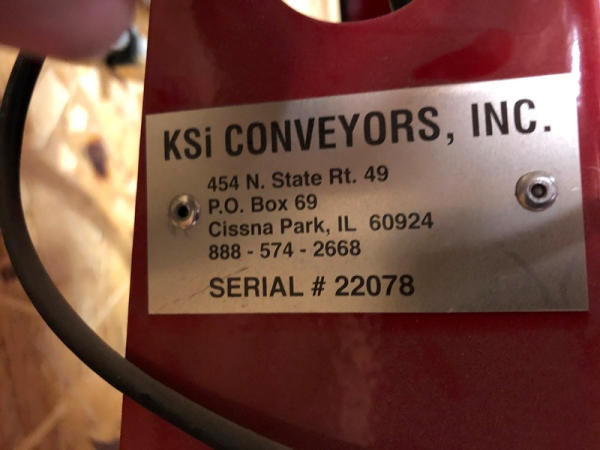 KSi CONVEYORS, INC.
454 N. State Rt. 49
P.O. Box 69
Cissna Park, IL 60924
888 - 574 - 2668
SERIAL # 22078